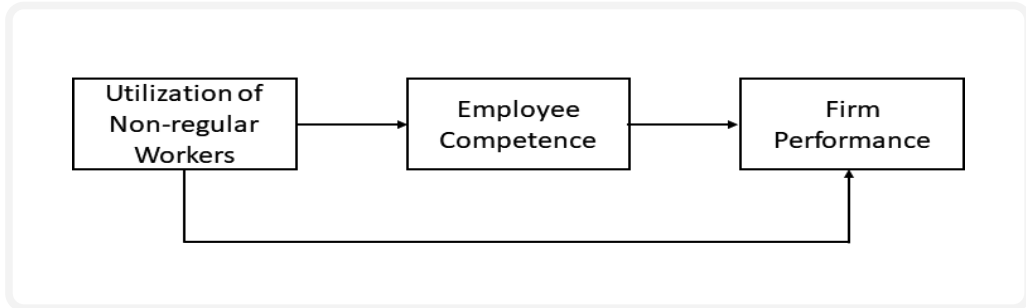 Utilization of
Non-regular
Workers
Employee
Competence
Firm
Performance